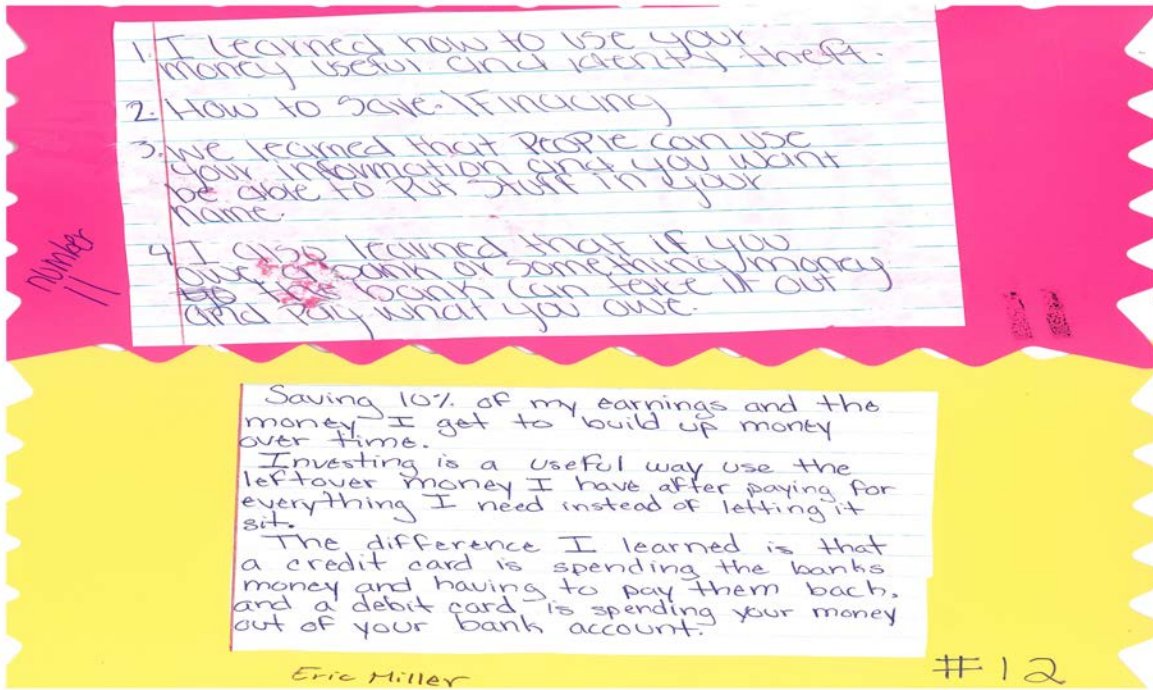 1. I learned how to use your
money useful and identity theft.
2. How to save. \Finacing
3. we learned that People can use
your information and you want
be able to Put Stuff in your
name.
4. I also learned that if you
owe a bank or something/money
the bank can take it out
and Pay what you owe.
number
11
11
Saving 10% of my earnings and the
money I get to build up money
over time.
Investing is a useful way use the
leftover money I have after paying for
everything I need instead of letting it
sit.
The difference I learned is that
a credit card is spending the banks
money and having to pay them back,
and a debit card is spending your money
out of your bank account.
Eric Miller
#12